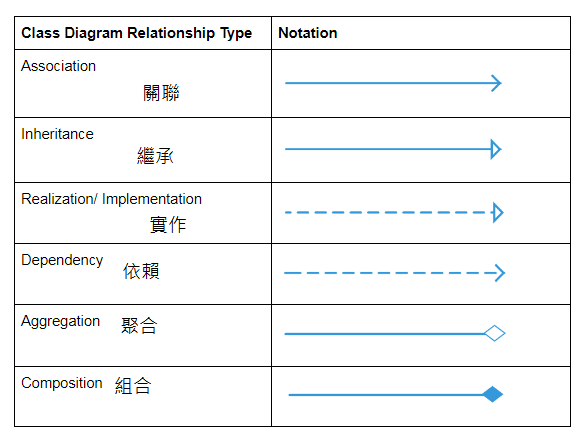 Class Diagram Relationship Type
Notation
Association
關聯
Inheritance
繼承
Realization/ Implementation
實作
Dependency
依賴
Aggregation
聚合
Composition
組合